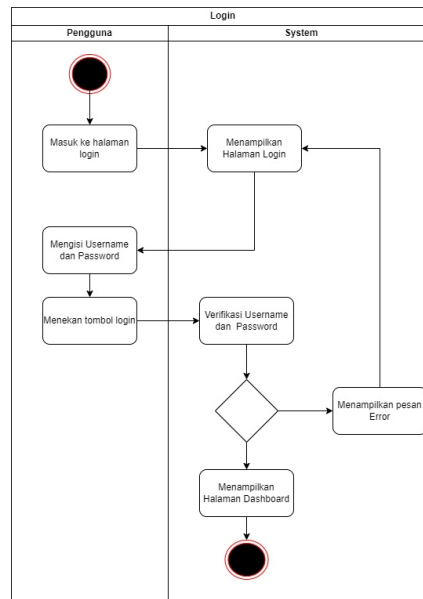 Login
Pengguna
System
Masuk ke halaman
login
Menampilkan
Halaman Login
Mengisi Username
dan Password
Menekan tombol login
Verifikasi Username
dan Password
Menampilkan pesan
Error
Menampilkan
Halaman Dashboard